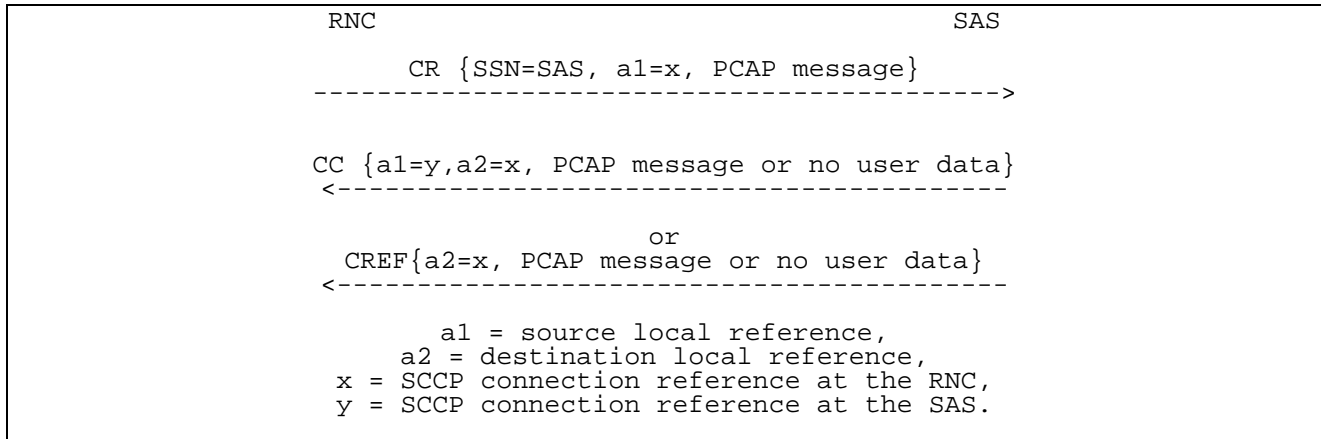 RNC SAS
CR {SSN=SAS, a1=x, PCAP message}
------------------------------------------->
CC {a1=y,a2=x, PCAP message or no user data}
<------------------------------------------
or
CREF{a2=x, PCAP message or no user data}
<------------------------------------------
a1 = source local reference,
a2 = destination local reference,
x = SCCP connection reference at the RNC,
y = SCCP connection reference at the SAS.